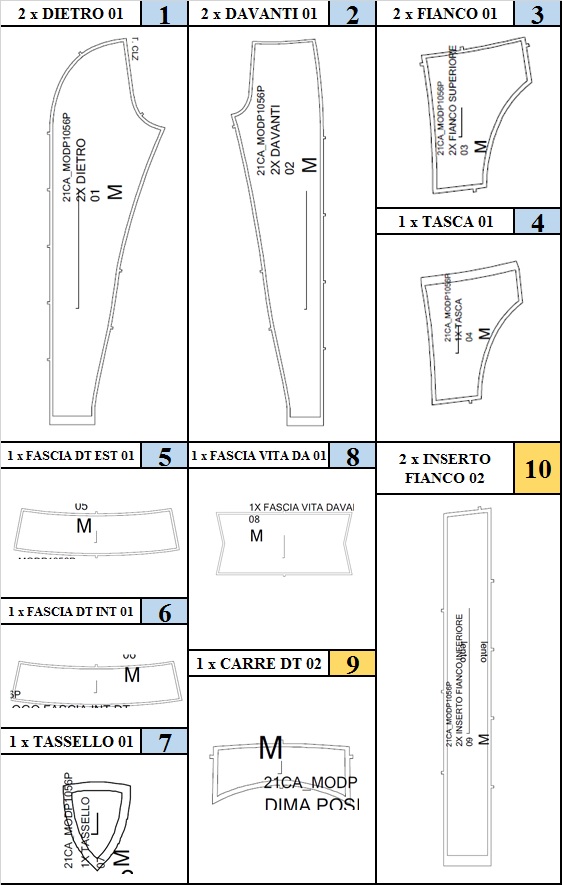 2 x DIETRO 01
1
21CA_MODP1056P
2X DIETRO
01
M
2 x DAVANTI 01
2
21CA_MODP1056P
2X DAVANTI
02
M
2 x FIANCO 01
3
21CA_MODP1056P
2X FIANCO SUPERIORE
03
M
1 x TASCA 01
4
21CA_MODP1056P
1X TASCA
04
M
1 x FASCIA DT EST 01
5
05
M
1 x FASCIA DT INT 01
6
M
1 x TASSELLO 01
7
21CA_MODP1056P
1X TASSELLO
07
M
1 x FASCIA VITA DA 01
8
1X FASCIA VITA DAVA
08
M
1 x CARRE DT 02
9
M
21CA_MODP
DIMA POSI
2 x INSERTO
FIANCO 02
10
21CA_MODP1056P
2X INSERTO FIANCO INFERIORE
09
M